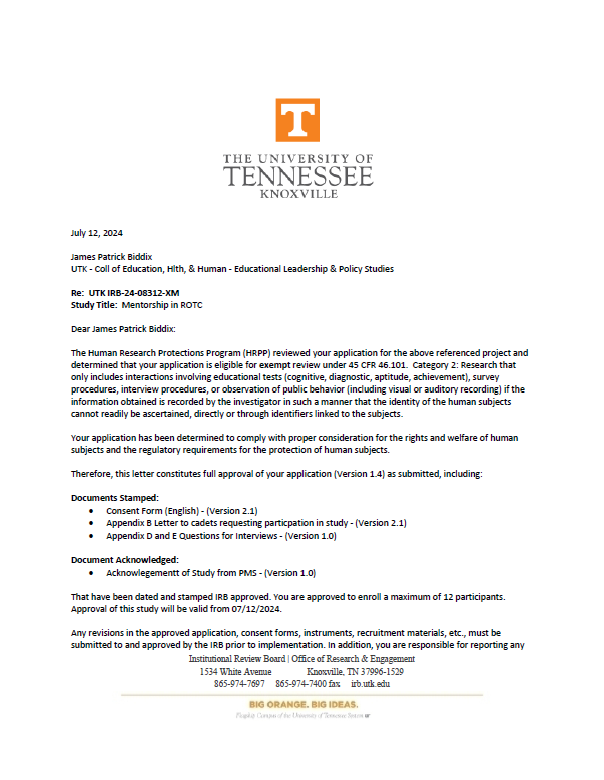 T
THE UNIVERSITY OF
TENNESSEE
KNOXVILLE
July 12, 2024
James Patrick Biddix
UTK - Coll of Education, Hlth, & Human - Educational Leadership & Policy Studies
Re: UTK IRB-24-08312-XM
Study Title: Mentorship in ROTC
Dear James Patrick Biddix:
The Human Research Protections Program (HRPP) reviewed your application for the above referenced project and
determined that your application is eligible for exempt review under 45 CFR 46.101. Category 2: Research that
only includes interactions involving educational tests (cognitive, diagnostic, aptitude, achievement), survey
procedures, interview procedures, or observation of public behavior (including visual or auditory recording) if the
information obtained is recorded by the investigator in such a manner that the identity of the human subjects
cannot readily be ascertained, directly or through identifiers linked to the subjects.
Your application has been determined to comply with proper consideration for the rights and welfare of human
subjects and the regulatory requirements for the protection of human subjects.
Therefore, this letter constitutes full approval of your application (Version 1.4) as submitted, including:
Documents Stamped:
• Consent Form (English) - (Version 2.1)
• Appendix B Letter to cadets requesting partcpation in study - (Version 2.1)
• Appendix D and E Questions for Interviews - (Version 1.0)
Document Acknowledged:
• Acknowlegementt of Study from PMS - (Version 1.0)
That have been dated and stamped IRB approved. You are approved to enroll a maximum of 12 participants.
Approval of this study will be valid from 07/12/2024.
Any revisions in the approved application, consent forms, instruments, recruitment materials, etc., must be
submitted to and approved by the IRB prior to implementation. In addition, you are responsible for reporting any
Institutional Review Board | Office of Research & Engagement
1534 White Avenue Knoxville, TN 37996-1529
865-974-7697 865-974-7400 fax irb.utk.edu
BIG ORANGE. BIG IDEAS.
Flagship Campus of the University of Tennessee System